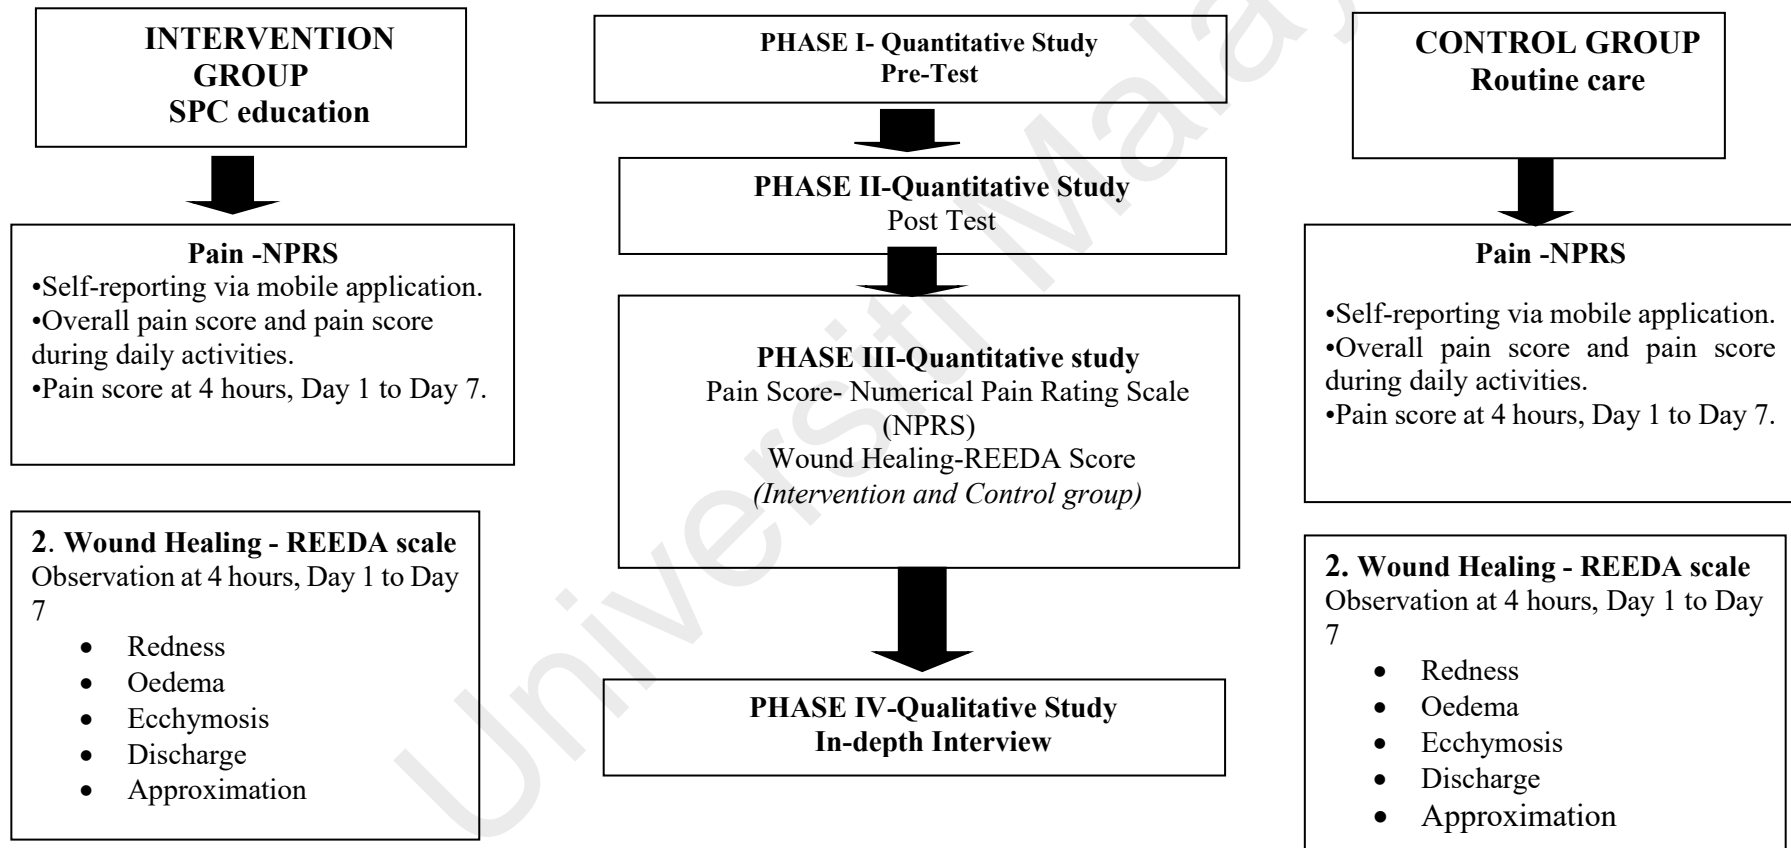 INTERVENTION
GROUP
SPC education
Pain -NPRS
•Self-reporting via mobile application.
•Overall pain score and pain score
during daily activities.
•Pain score at 4 hours, Day 1 to Day 7.
2. Wound Healing - REEDA scale
Observation at 4 hours, Day 1 to Day
7
• Redness
• Oedema
• Ecchymosis
• Discharge
• Approximation
PHASE I- Quantitative Study
Pre-Test
PHASE II-Quantitative Study
Post Test
PHASE III-Quantitative study
Pain Score- Numerical Pain Rating Scale
(NPRS)
Wound Healing-REEDA Score
(Intervention and Control group)
PHASE IV-Qualitative Study
In-depth Interview
CONTROL GROUP
Routine care
Pain -NPRS
•Self-reporting via mobile application.
•Overall pain score and pain score
during daily activities.
•Pain score at 4 hours, Day 1 to Day 7.
2. Wound Healing - REEDA scale
Observation at 4 hours, Day 1 to Day
7
• Redness
• Oedema
• Ecchymosis
• Discharge
• Approximation
Universiti Malay